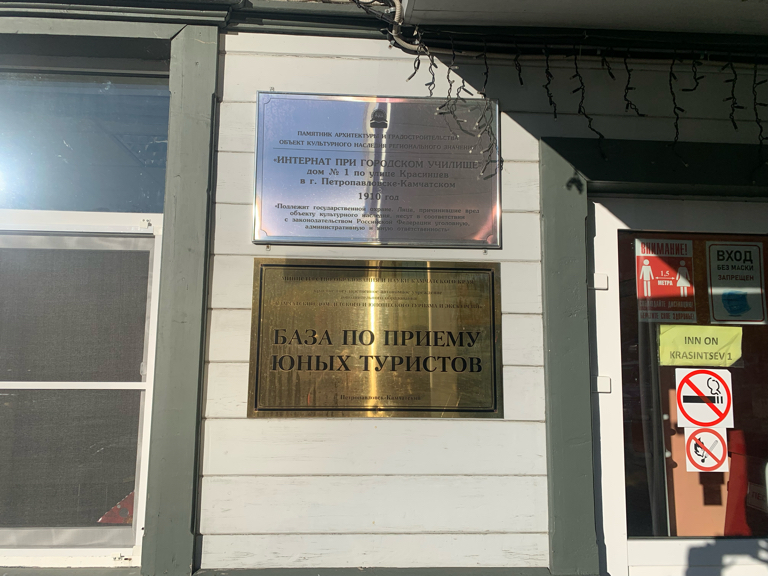 ПАМЯТНИК АРХИТЕКТУРЫ И ГРАДОСТРОИТЕЛЬСТВА
ОБЪЕКТ КУЛЬТУРНОГО НАСЛЕДИЯ РЕГИОНАЛЬНОГО ЗНАЧЕНИЯ
«ИНТЕРНАТ ПРИ ГОРОДСКОМ УЧИЛИЩЕ»
дом № 1 по улице Красинцев
в г. Петропавловске-Камчатском
1910 год
«Подлежит государственной охране. Лица, причинившие вред
объекту культурного наследия, несут в соответствии
с законодательством Российской Федерации уголовную,
административную и иную ответственность»
БАЗА ПО ПРИЕМУ
ЮНЫХ ТУРИСТОВ
Петропавловск-Камчатский
ВНИМАНИЕ!
1,5
МЕТРА
ВХОД
БЕЗ МАСКИ
ЗАПРЕЩЕН
INN ON
KRASINTSEV 1